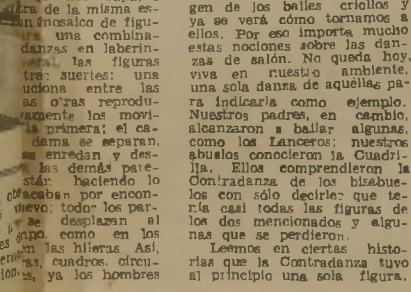 de la misma es-
mosaico de figu-
una combina-
danzas en laberin-
las figuras
suertes: una
entre las
otras reprodu-
los movi-
primera; el ca-
dama se separan,
enredan y des-
las demás pare-
haciendo lo
por encon-
todos los par-
se desplazan al
como en los
las hileras Así,
cuadros. circu-
ya los hombres
gen de los bailes criollos y
ya se verá cómo tornamos a
ellos. Por eso importa mucho
estas nociones sobre las dan-
zas de salón. No queda hoy,
viva en nuestro ambiente,
una sola danza de aquéllas pa-
ra indicarla como ejemplo.
Nuestros padres, en cambio,
alcanzaron a bailar algunas,
como los Lanceros; nuestros
abuelos conocieron la Cuadri-
lla. Ellos comprendieron la
Contradanza de los bisabue-
los con sólo decirles que te-
nía casi todas las figuras de
los dos mencionados y algu-
nas que se perdieron.
Leemos en ciertas histo-
rias que la Contradanza tuvo
al principio una sola figura.